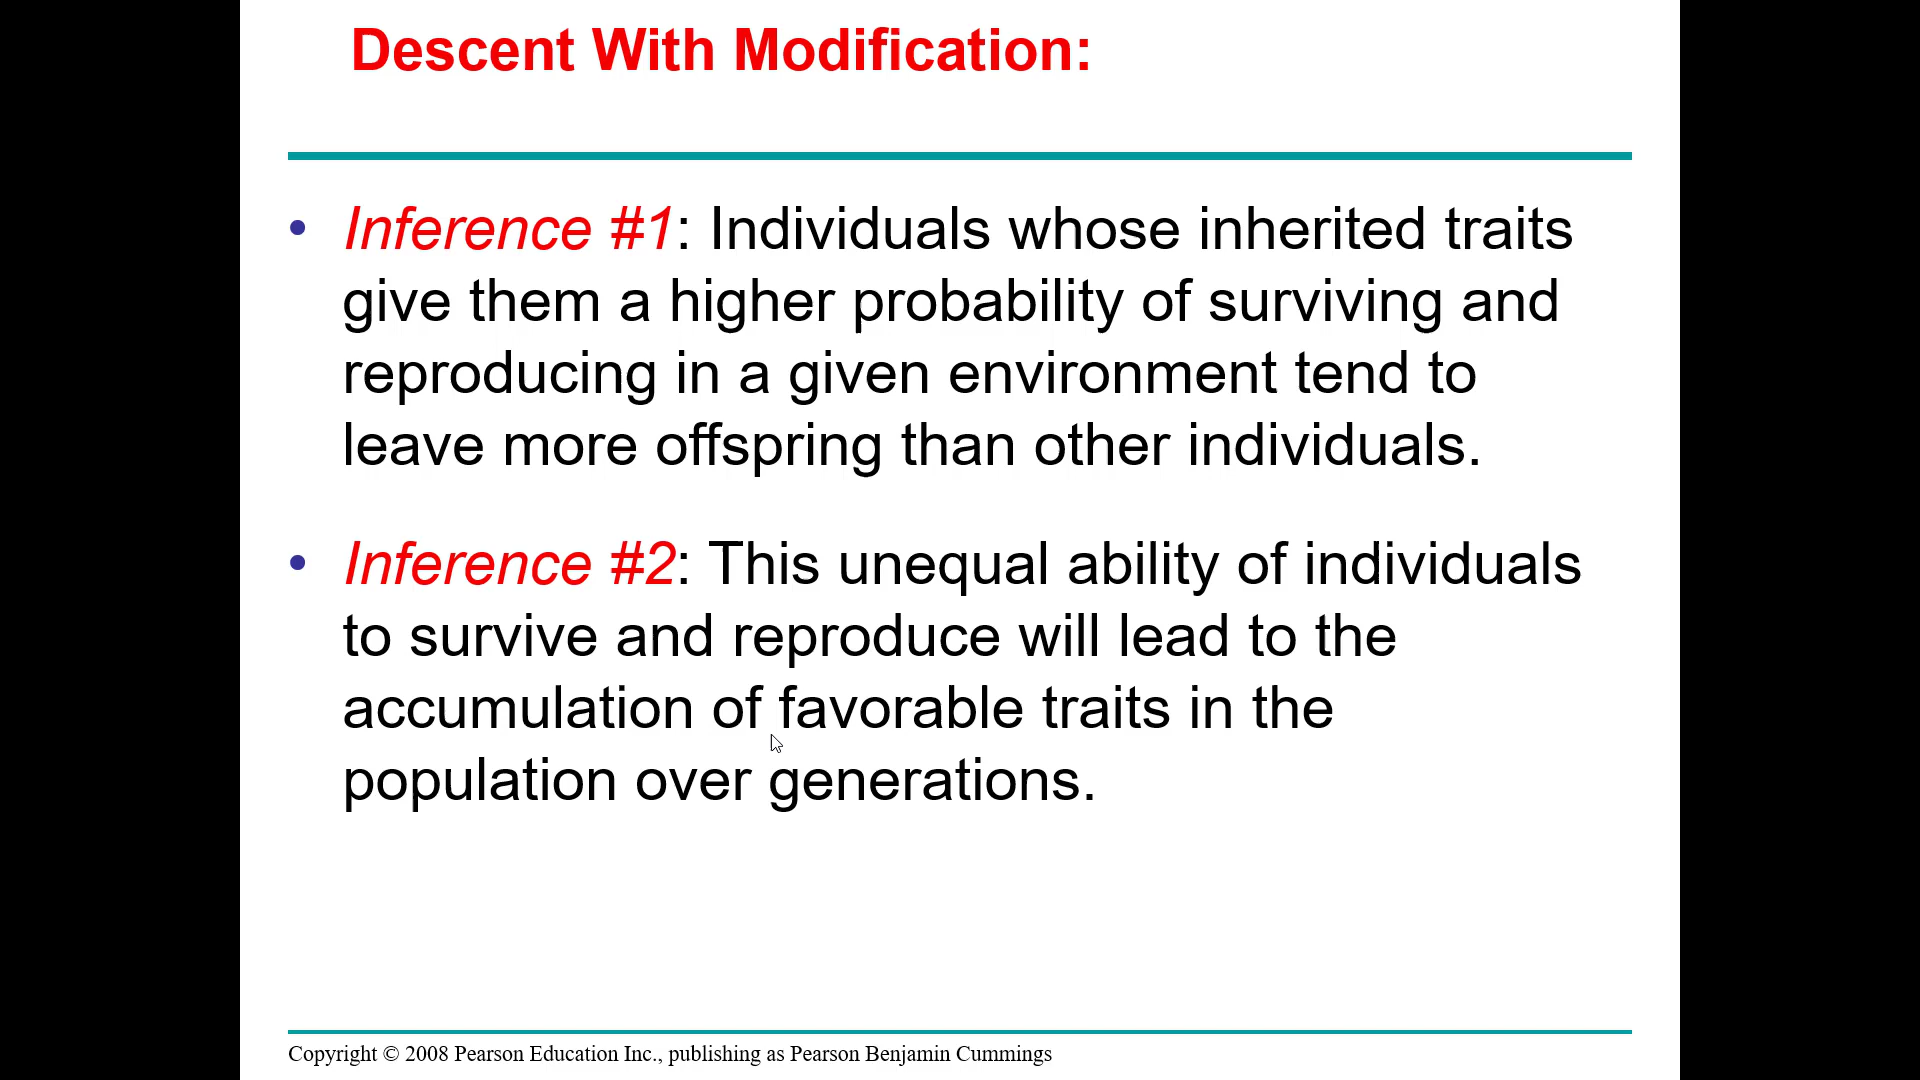 Descent With Modification:
• Inference #1: Individuals whose inherited traits
give them a higher probability of surviving and
reproducing in a given environment tend to
leave more offspring than other individuals.
• Inference #2: This unequal ability of individuals
to survive and reproduce will lead to the
accumulation of favorable traits in the
population over generations.
Copyright © 2008 Pearson Education Inc., publishing as Pearson Benjamin Cummings